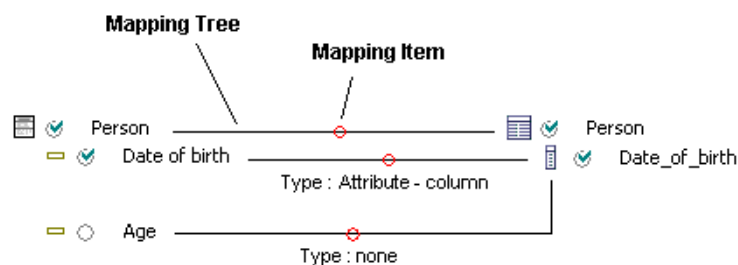 Mapping Tree
Mapping Item
Person Person
Date of birth Date_of_birth
Type : Attribute - column
Age
Type : none